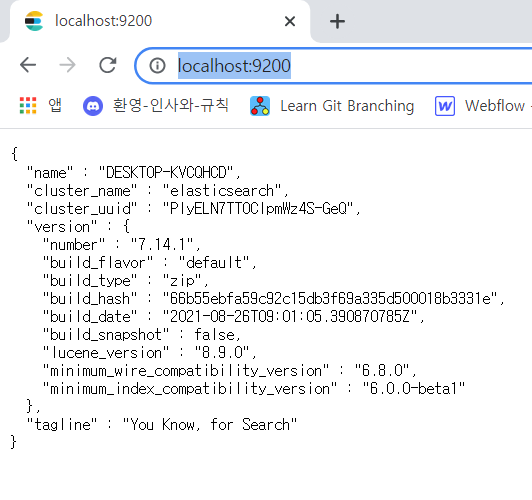 localhost:9200
localhost:9200
앱 환영-인사와-규칙 Learn Git Branching Webflow -
{
"name" : "DESKTOP-KVCQHCD",
"cluster_name" : "elasticsearch",
"cluster_uuid" : "PlyELN7TTOClpmWz4S-GeQ",
"version" : {
"number" : "7.14.1",
"build_flavor" : "default",
"build_type" : "zip",
"build_hash" : "66b55ebfa59c92c15db3f69a335d500018b3331e",
"build_date" : "2021-08-26T09:01:05.390870785Z",
"build_snapshot" : false,
"lucene_version" : "8.9.0",
"minimum_wire_compatibility_version" : "6.8.0",
"minimum_index_compatibility_version" : "6.0.0-beta1"
},
"tagline" : "You Know, for Search"
}